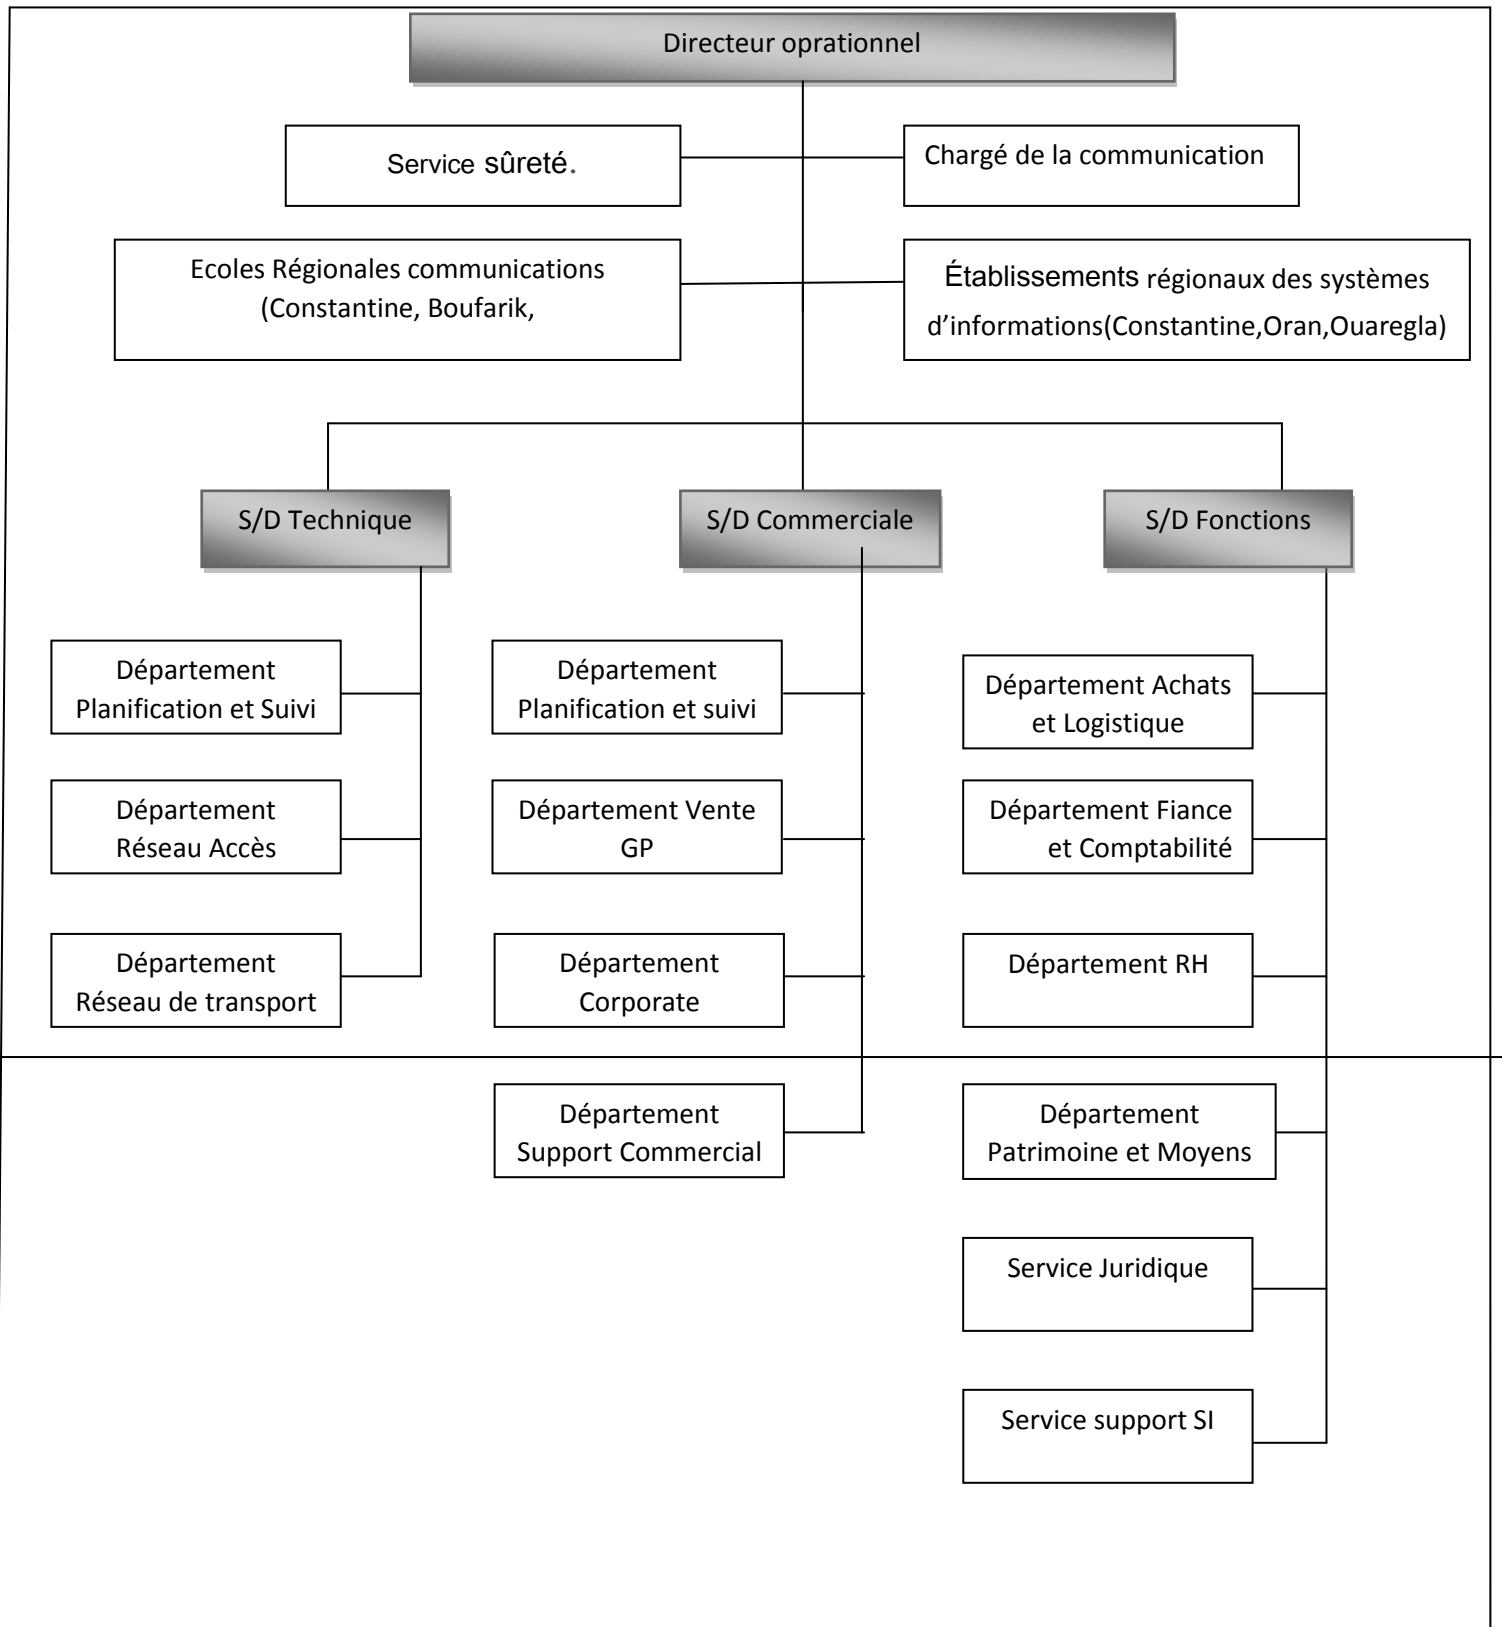 Directeur oprationnel
Service sûreté.
Chargé de la communication
Ecoles Régionales communications
(Constantine, Boufarik,
Établissements régionaux des systèmes
d’informations(Constantine,Oran,Ouaregla)
S/D Technique
S/D Commerciale
S/D Fonctions
Département
Planification et Suivi
Département
Planification et suivi
Département Achats
et Logistique
Département
Réseau Accès
Département Vente
GP
Département Fiance
et Comptabilité
Département
Réseau de transport
Département
Corporate
Département RH
Département
Support Commercial
Département
Patrimoine et Moyens
Service Juridique
Service support SI